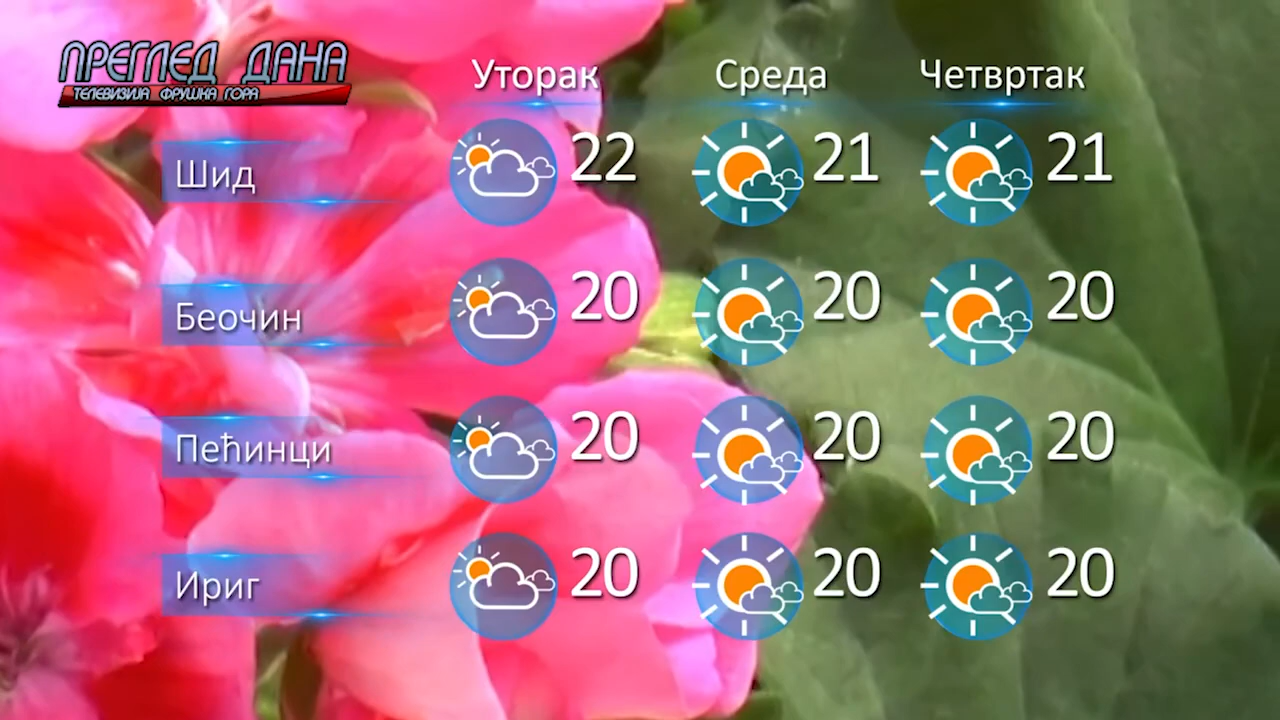 ПРЕГЛЕД ДАНА
ТЕЛЕВИЗИЈА ФРУШКА ГОРА
Уторак Среда Четвртак
Шид 22 21 21
Беочин 20 20 20
Пећинци 20 20 20
Ириг 20 20 20